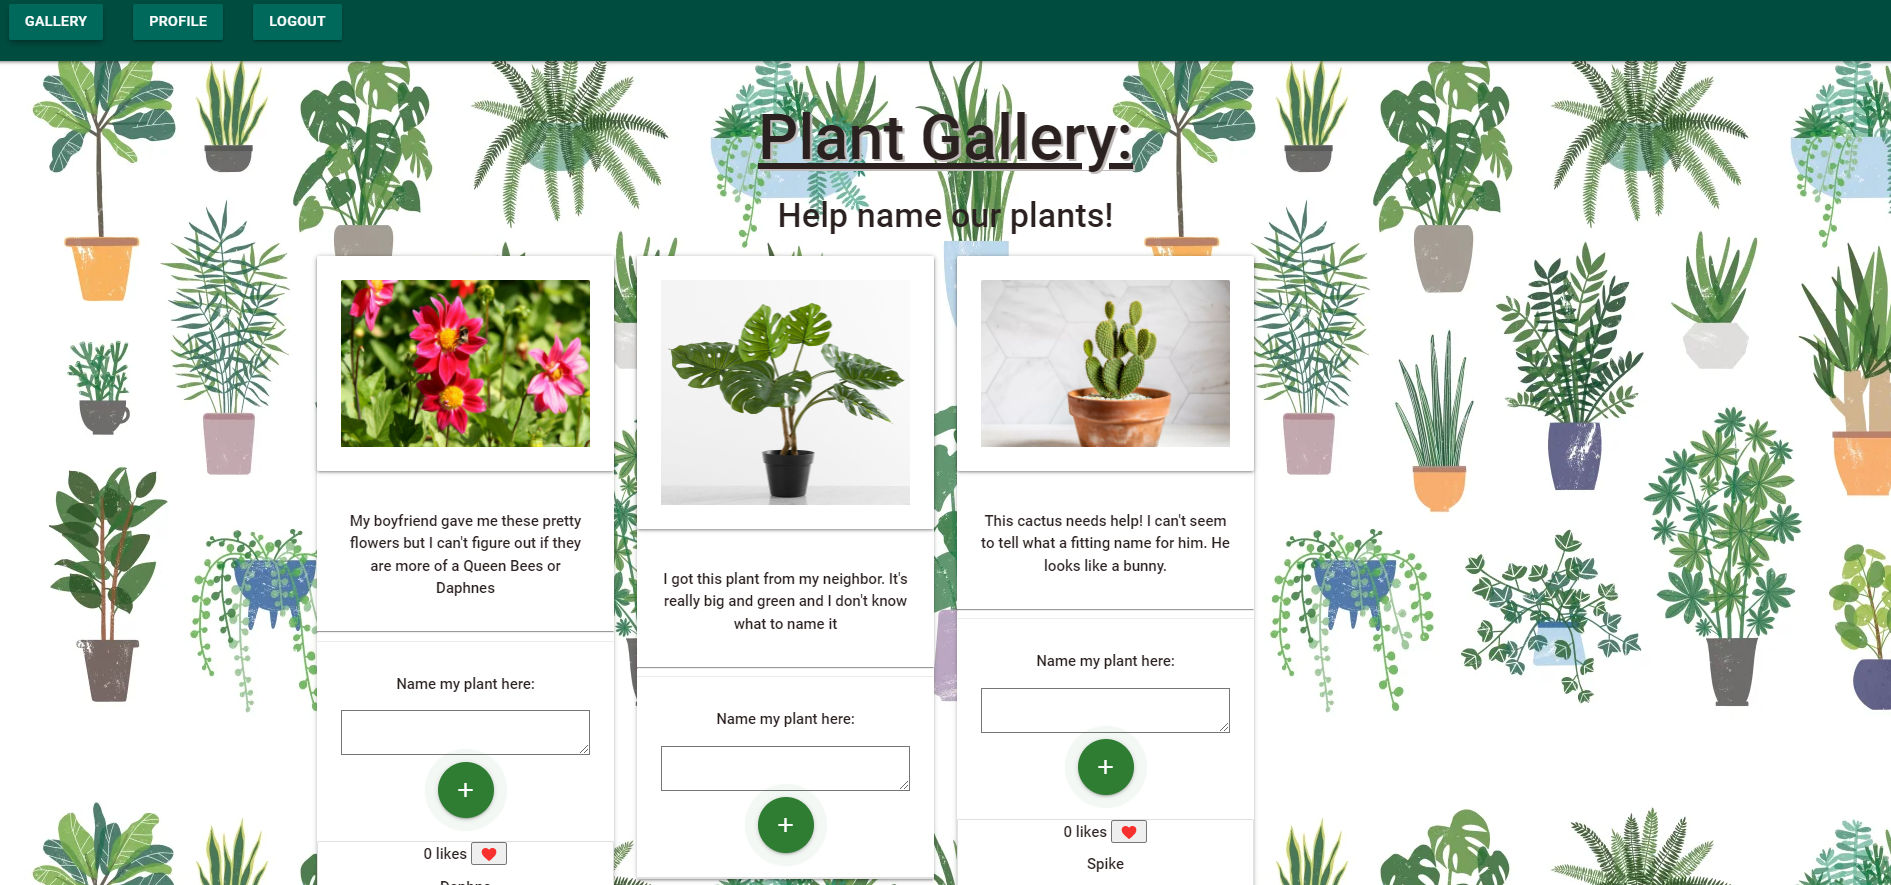 GALLERY PROFILE LOGOUT
Plant Gallery:
Help name our plants!
My boyfriend gave me these pretty
flowers but I can't figure out if they
are more of a Queen Bees or
Daphnes
Name my plant here:
+
0 likes
Daphne
I got this plant from my neighbor. It's
really big and green and I don't know
what to name it
Name my plant here:
+
This cactus needs help! I can't seem
to tell what a fitting name for him. He
looks like a bunny.
Name my plant here:
+
0 likes
Spike